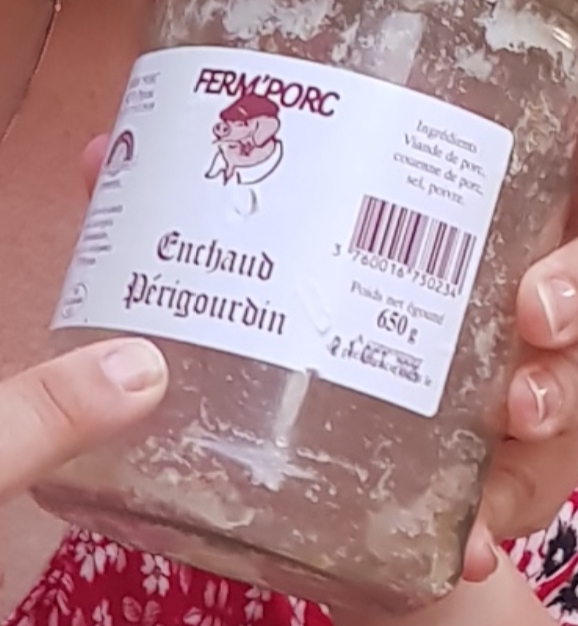 FERM'PORC
Ingrédients
Viande de porc,
couenne de porc,
sel, poivre.
3 760016 750234
Enchaud
Périgourdin
Poids net égoutté
650 g